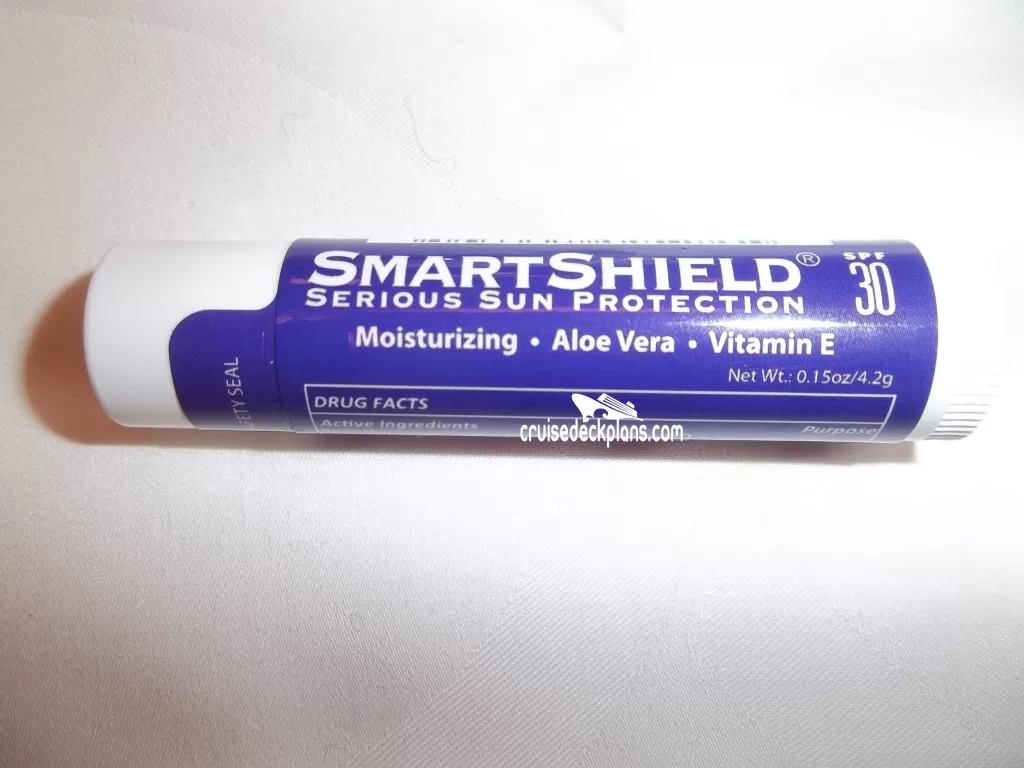 SMARTSHIELD®
SERIOUS SUN PROTECTION
SPF
30
Moisturizing • Aloe Vera • Vitamin E
Net Wt.: 0.15oz/4.2g
SEAL
DRUG FACTS
Active Ingredients
Purpose
cruisedeckplans.com